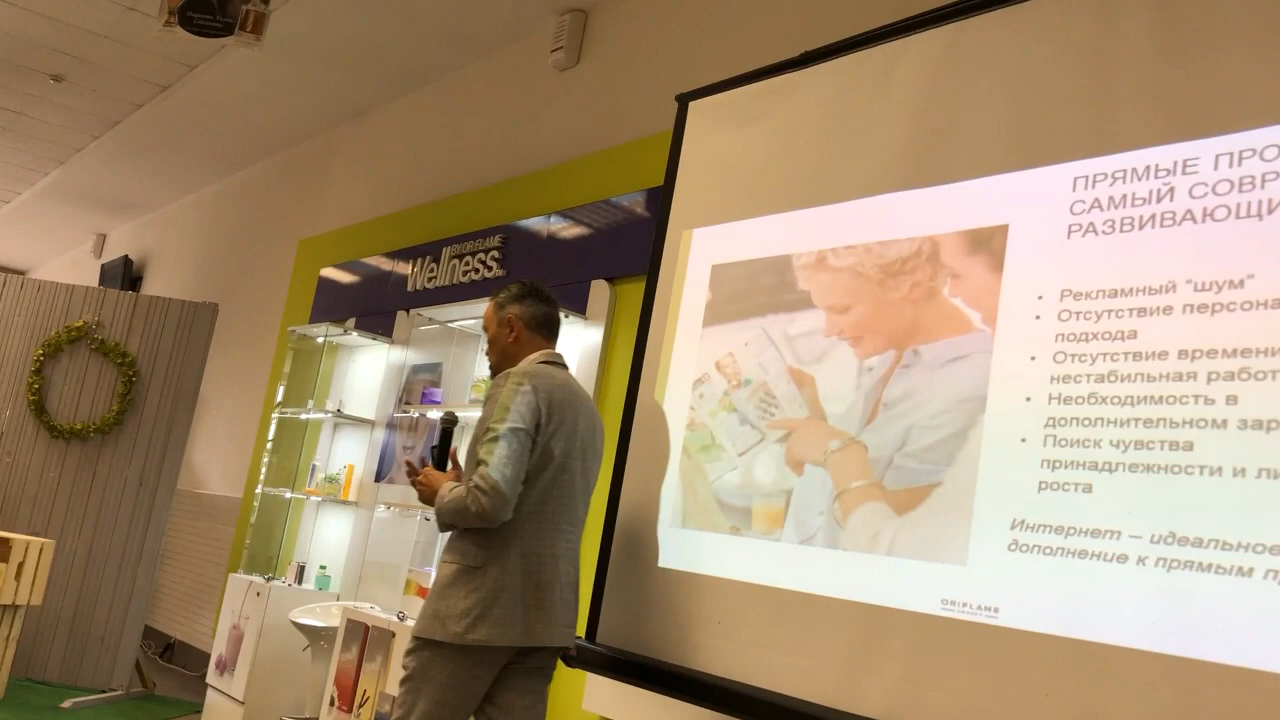 BY ORIFLAME
Wellness
ПРЯМЫЕ ПРО
САМЫЙ СОВР
РАЗВИВАЮЩИ
• Рекламный "шум"
• Отсутствие персона
подхода
• Отсутствие времени
нестабильная работ
• Необходимость в
дополнительном зар
• Поиск чувства
принадлежности и ли
роста
Интернет – идеальное
дополнение к прямым п
ORIFLAME